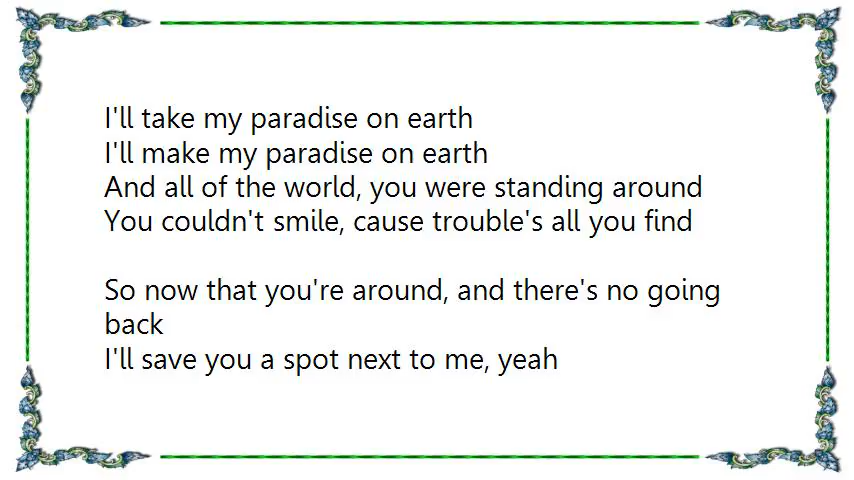 I'll take my paradise on earth
I'll make my paradise on earth
And all of the world, you were standing around
You couldn't smile, cause trouble's all you find
So now that you're around, and there's no going
back
I'll save you a spot next to me, yeah